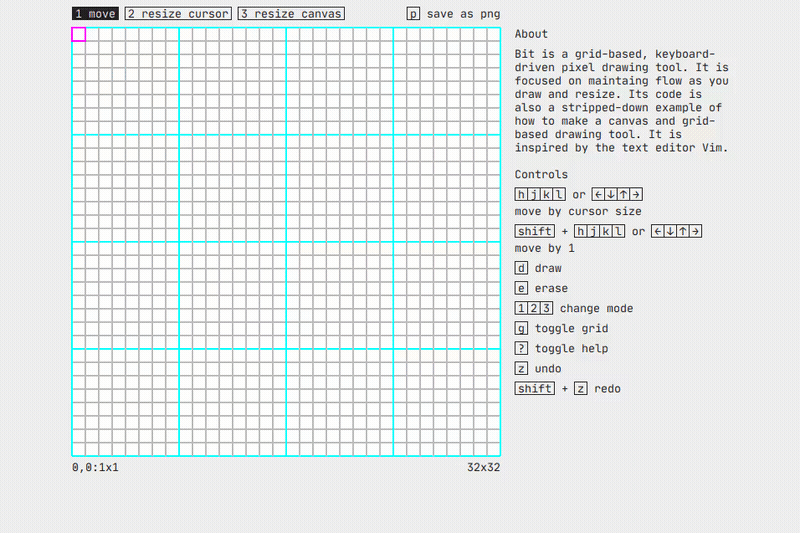 1 move 2 resize cursor 3 resize canvas p save as png
0,0:1x1 32x32
About
Bit is a grid-based, keyboard-
driven pixel drawing tool. It is
focused on maintaing flow as you
draw and resize. Its code is
also a stripped-down example of
how to make a canvas and grid-
based drawing tool. It is
inspired by the text editor Vim.
Controls
h j k l or ← ↓ ↑ →
move by cursor size
shift + h j k l or ← ↓ ↑ →
move by 1
d draw
e erase
1 2 3 change mode
g toggle grid
? toggle help
z undo
shift + z redo